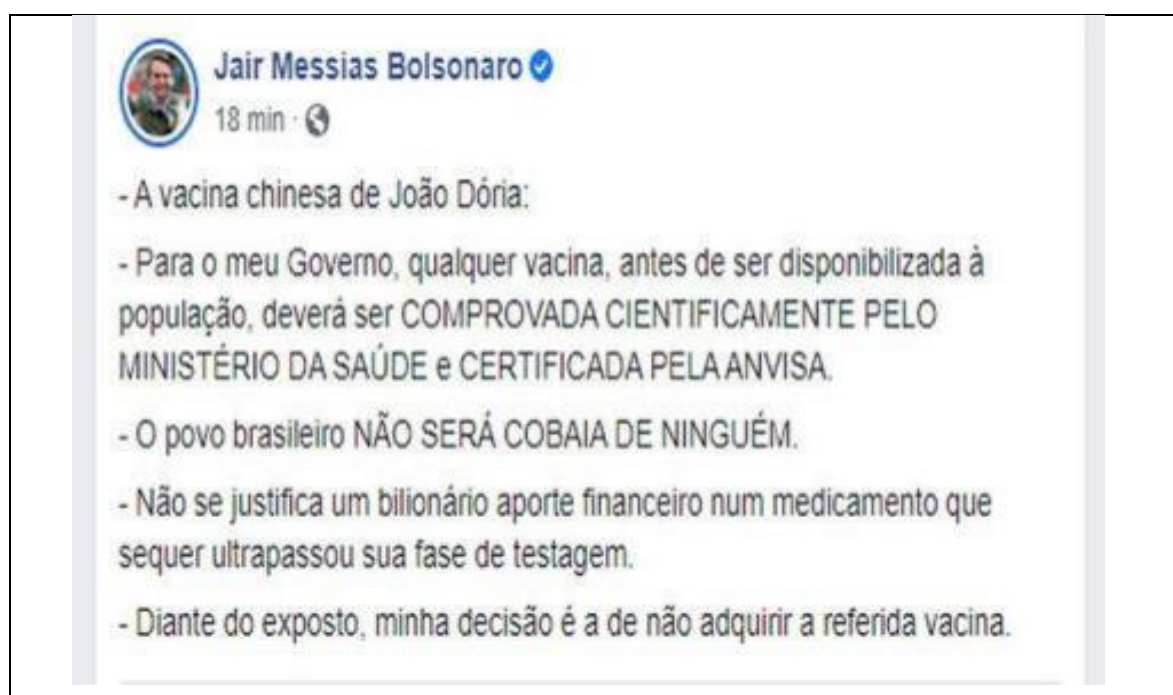 Jair Messias Bolsonaro
18 min ·
- A vacina chinesa de João Dória:
- Para o meu Governo, qualquer vacina, antes de ser disponibilizada à
população, deverá ser COMPROVADA CIENTIFICAMENTE PELO
MINISTÉRIO DA SAÚDE e CERTIFICADA PELA ANVISA.
- O povo brasileiro NÃO SERÁ COBAIA DE NINGUÉM.
- Não se justifica um bilionário aporte financeiro num medicamento que
sequer ultrapassou sua fase de testagem.
- Diante do exposto, minha decisão é a de não adquirir a referida vacina.